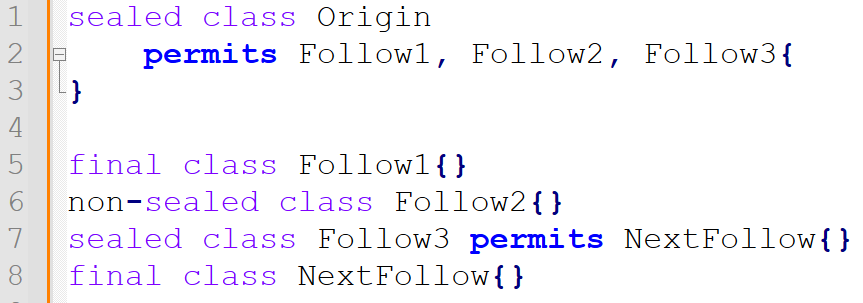 1 sealed class Origin
2     permits Follow1, Follow2, Follow3{
3 }
4
5 final class Follow1{}
6 non-sealed class Follow2{}
7 sealed class Follow3 permits NextFollow{}
8 final class NextFollow{}